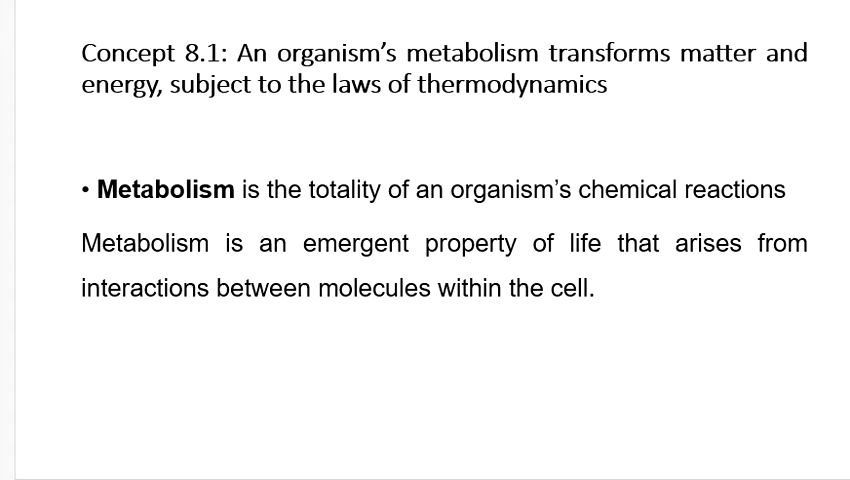 Concept 8.1: An organism’s metabolism transforms matter and
energy, subject to the laws of thermodynamics
• Metabolism is the totality of an organism’s chemical reactions
Metabolism is an emergent property of life that arises from
interactions between molecules within the cell.